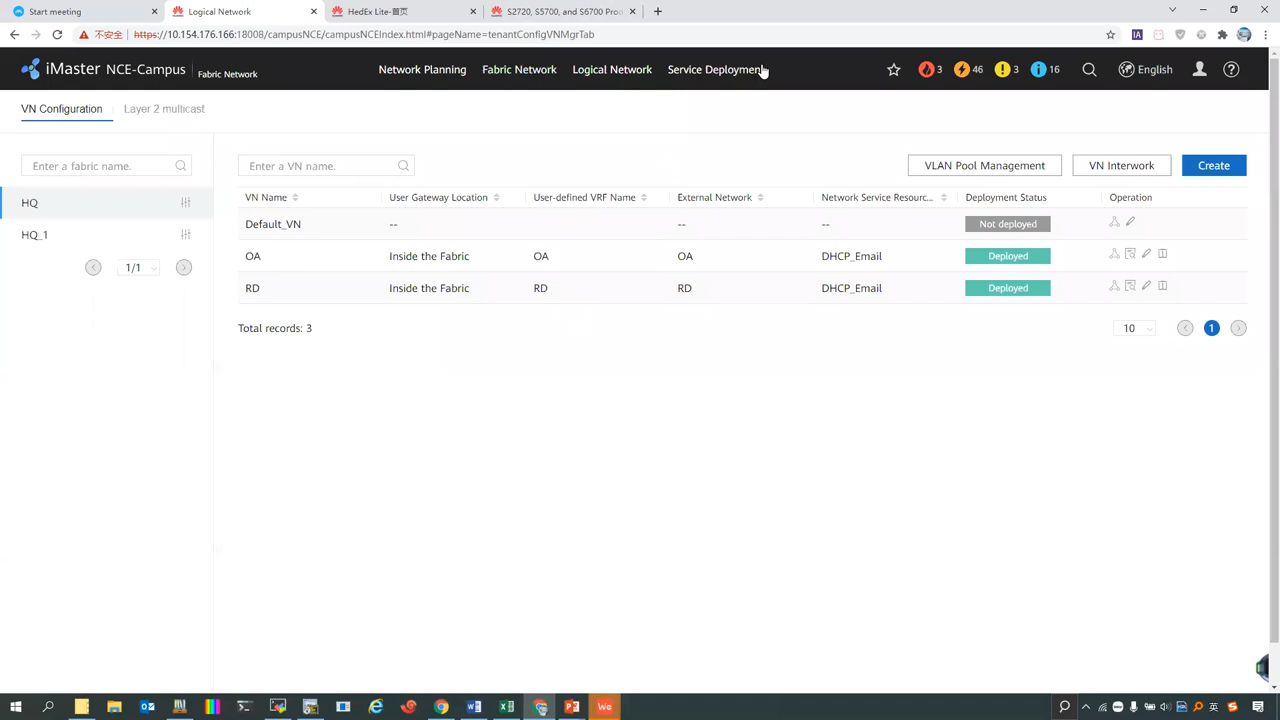 Start meeting
Logical Network
HedEx Lite-首页
S2720, S5700, and S6700 Pro
不安全
https://10.154.176.166:18008/campusNCE/campusNCEIndex.html#pageName=tenantConfigVNMgrTab
iMaster NCE-Campus
Fabric Network
Network Planning
Fabric Network
Logical Network
Service Deployment
3
46
3
16
English
VN Configuration
Layer 2 multicast
Enter a fabric name.
HQ
HQ_1
1/1
Enter a VN name.
VLAN Pool Management
VN Interwork
Create
VN Name User Gateway Location User-defined VRF Name External Network Network Service Resourc... Deployment Status Operation
Default_VN -- -- -- Not deployed
OA Inside the Fabric OA OA DHCP_Email Deployed
RD Inside the Fabric RD RD DHCP_Email Deployed
Total records: 3
10
1
We
英